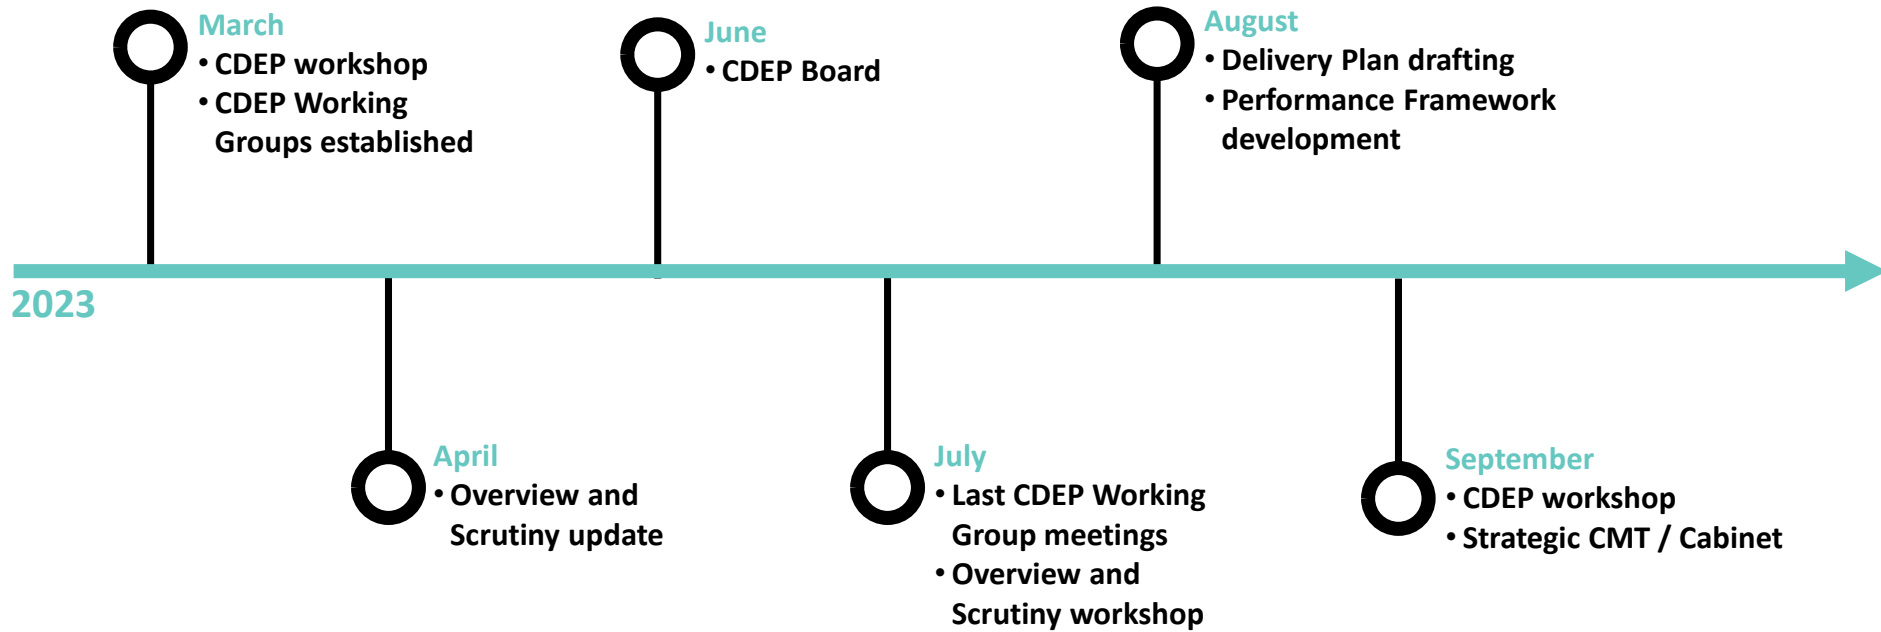 March
• CDEP workshop
• CDEP Working
Groups established
June
• CDEP Board
August
• Delivery Plan drafting
• Performance Framework
development
2023
April
• Overview and
Scrutiny update
July
• Last CDEP Working
Group meetings
• Overview and
Scrutiny workshop
September
• CDEP workshop
• Strategic CMT / Cabinet